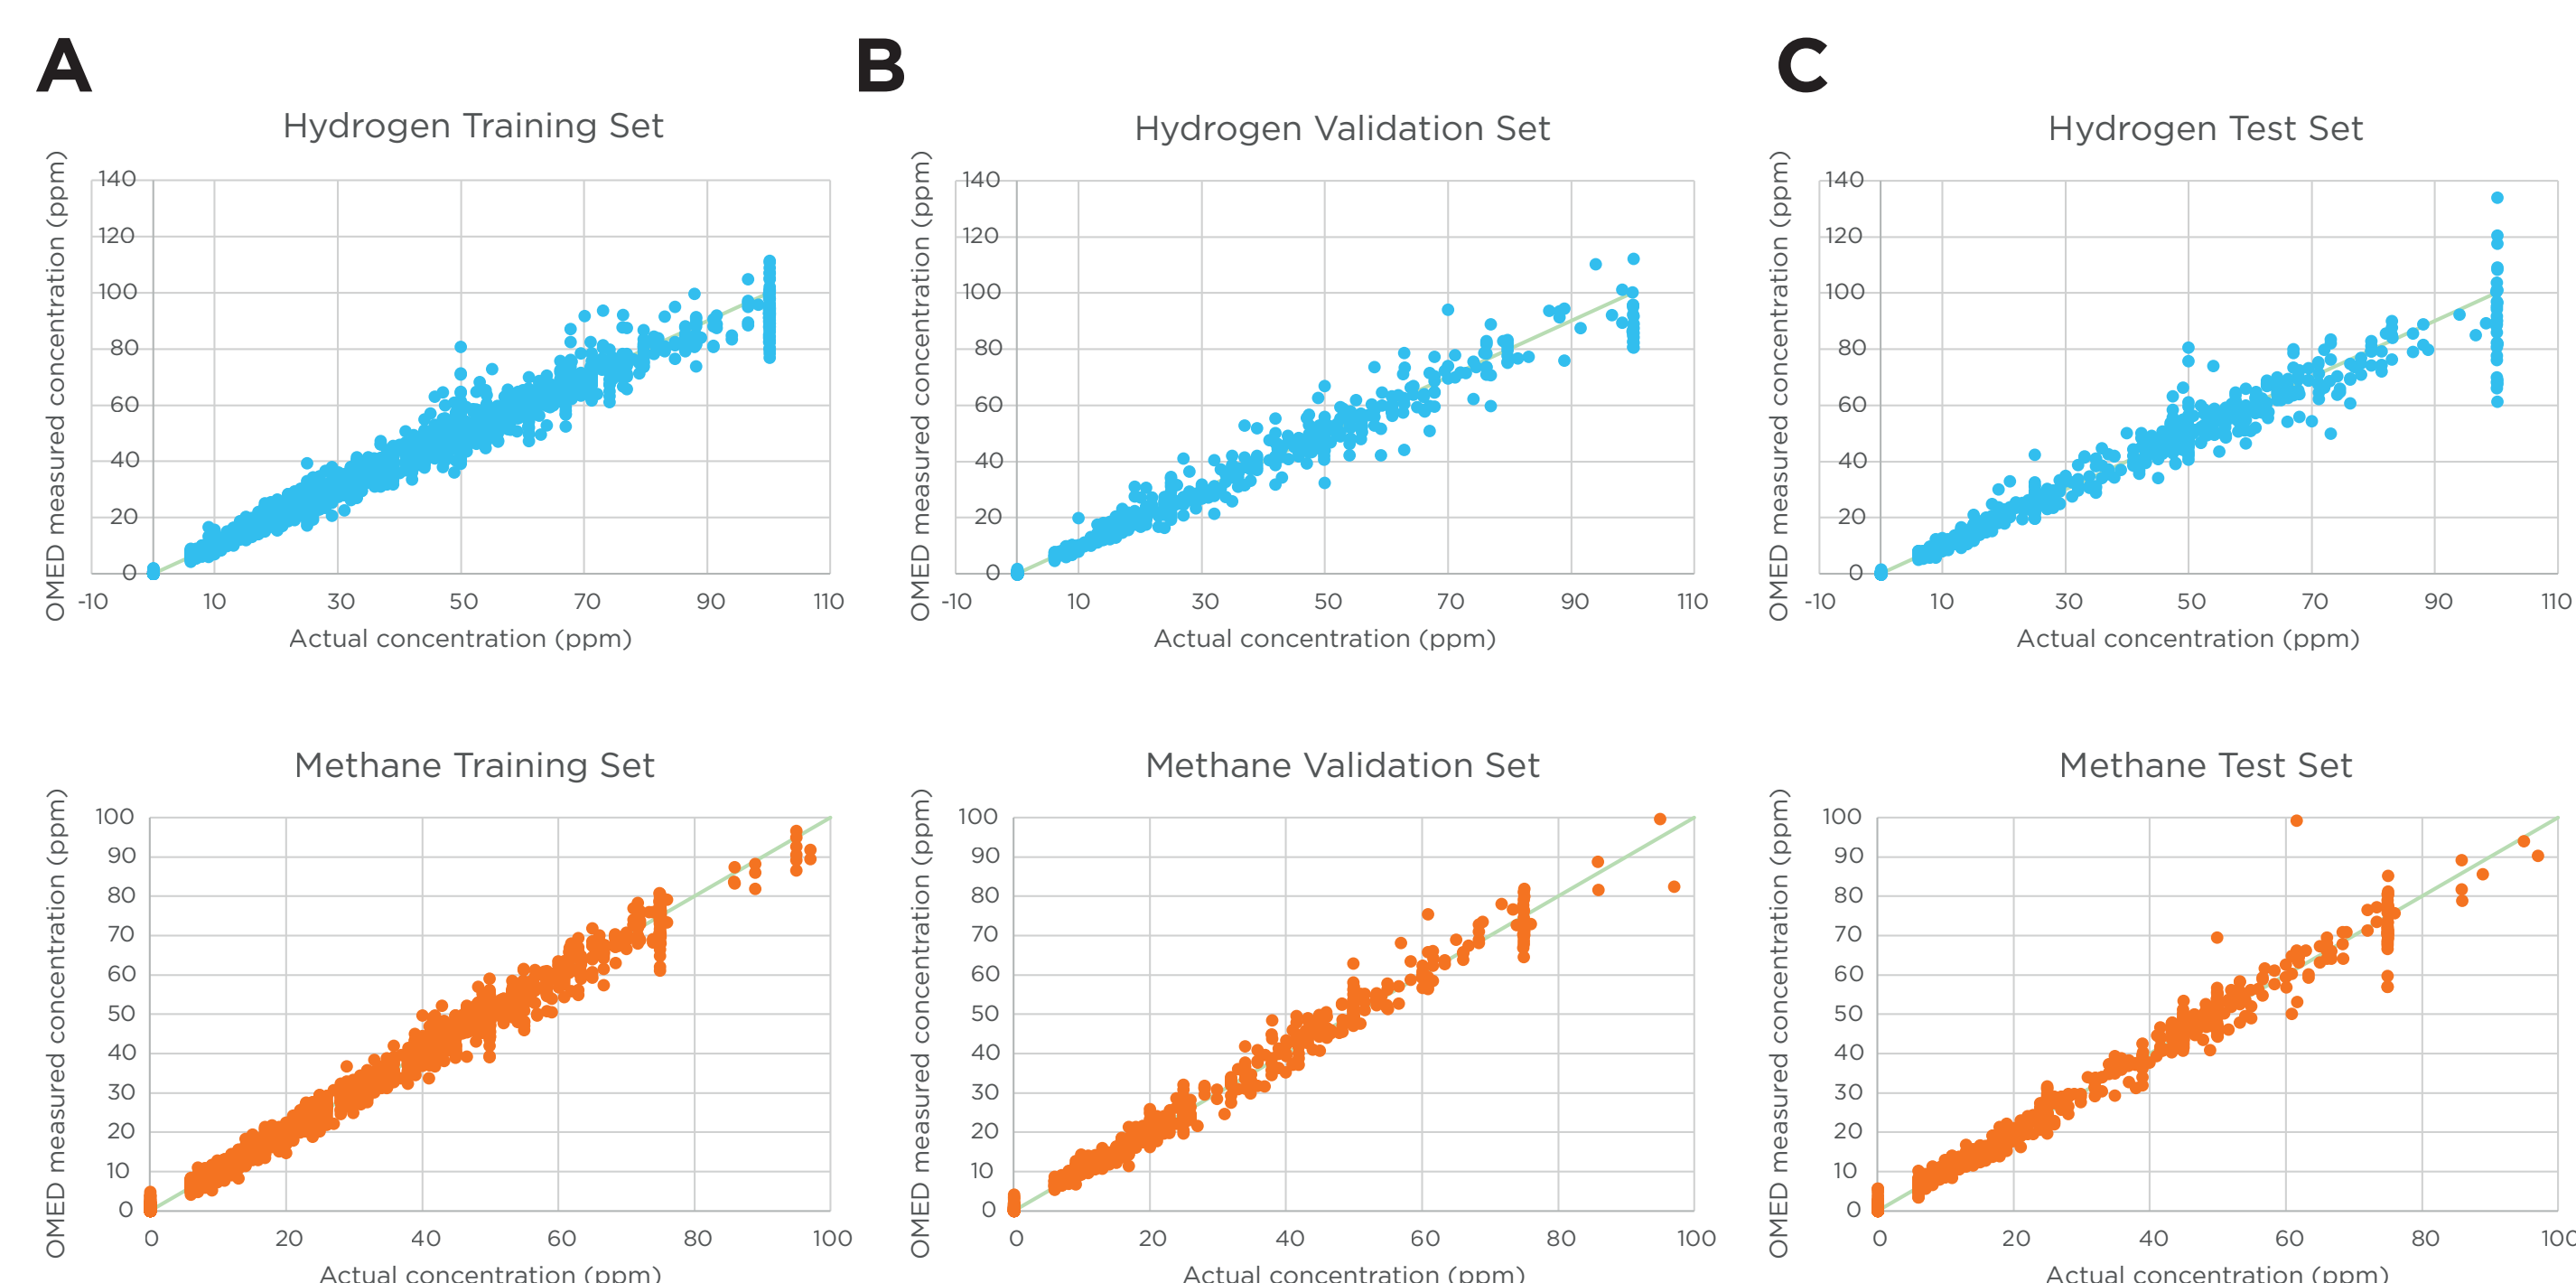 A
B
C
Hydrogen Training Set
OMED measured concentration (ppm)
140
120
100
80
60
40
20
0
-10 10 30 50 70 90 110
Actual concentration (ppm)
Hydrogen Validation Set
OMED measured concentration (ppm)
140
120
100
80
60
40
20
0
-10 10 30 50 70 90 110
Actual concentration (ppm)
Hydrogen Test Set
OMED measured concentration (ppm)
140
120
100
80
60
40
20
0
-10 10 30 50 70 90 110
Actual concentration (ppm)
Methane Training Set
OMED measured concentration (ppm)
100
90
80
70
60
50
40
30
20
10
0
0 20 40 60 80 100
Actual concentration (ppm)
Methane Validation Set
OMED measured concentration (ppm)
100
90
80
70
60
50
40
30
20
10
0
0 20 40 60 80 100
Actual concentration (ppm)
Methane Test Set
OMED measured concentration (ppm)
100
90
80
70
60
50
40
30
20
10
0
0 20 40 60 80 100
Actual concentration (ppm)